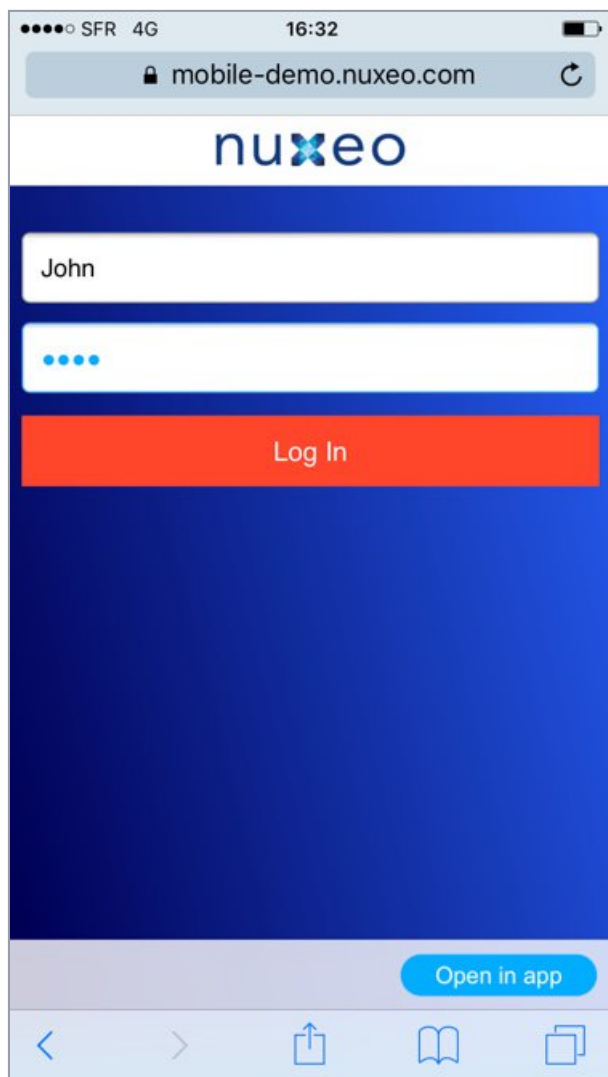 SFR 4G 16:32
mobile-demo.nuxeo.com
nuxeo
John
••••
Log In
Open in app